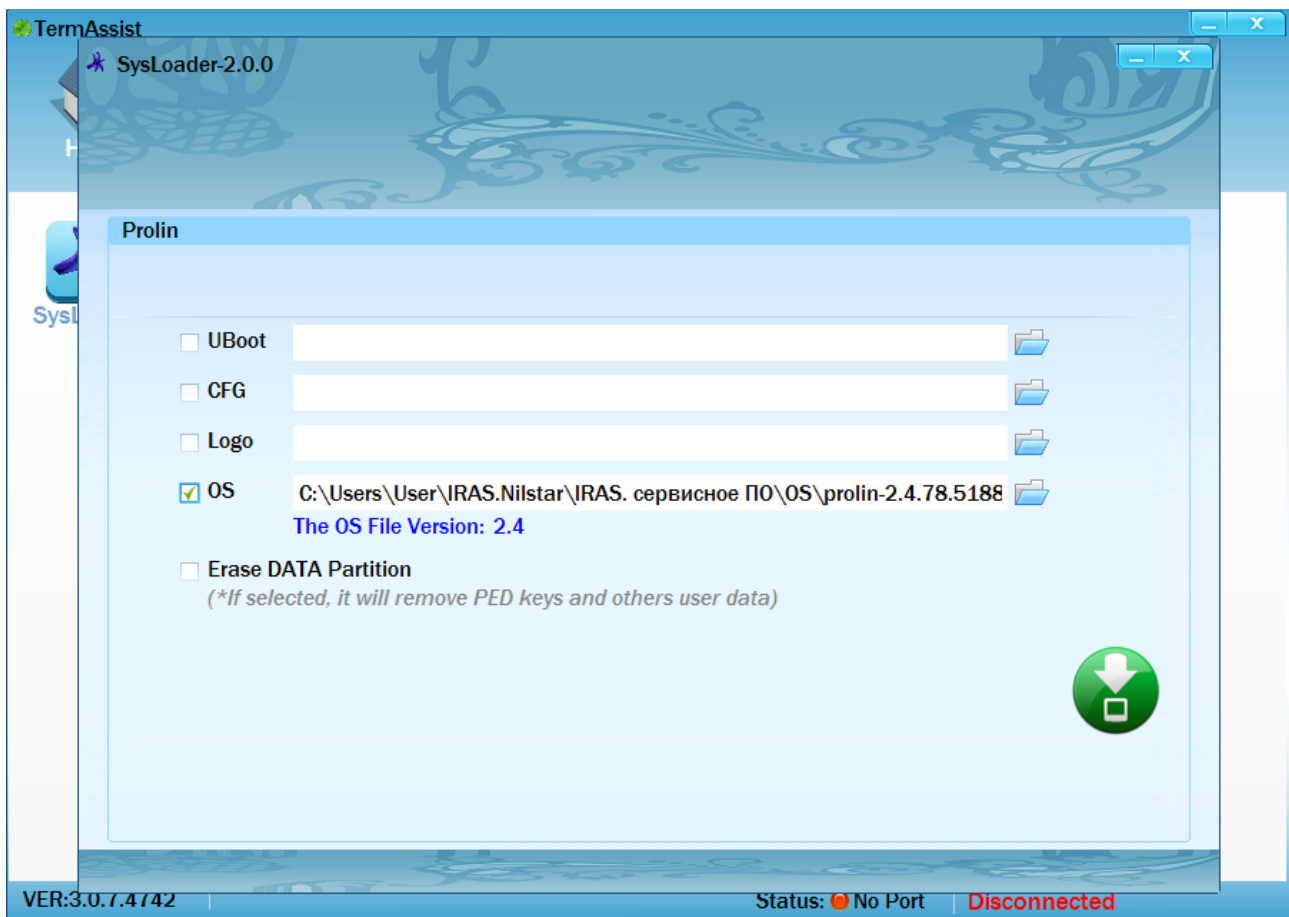 TermAssist
SysLoader-2.0.0
H
SysL
Prolin
UBoot
CFG
Logo
OS C:\Users\User\IRAS.Nilstar\IRAS. сервисное ПО\OS\prolin-2.4.78.5188
The OS File Version: 2.4
Erase DATA Partition
(*If selected, it will remove PED keys and others user data)
VER:3.0.7.4742 Status: No Port Disconnected